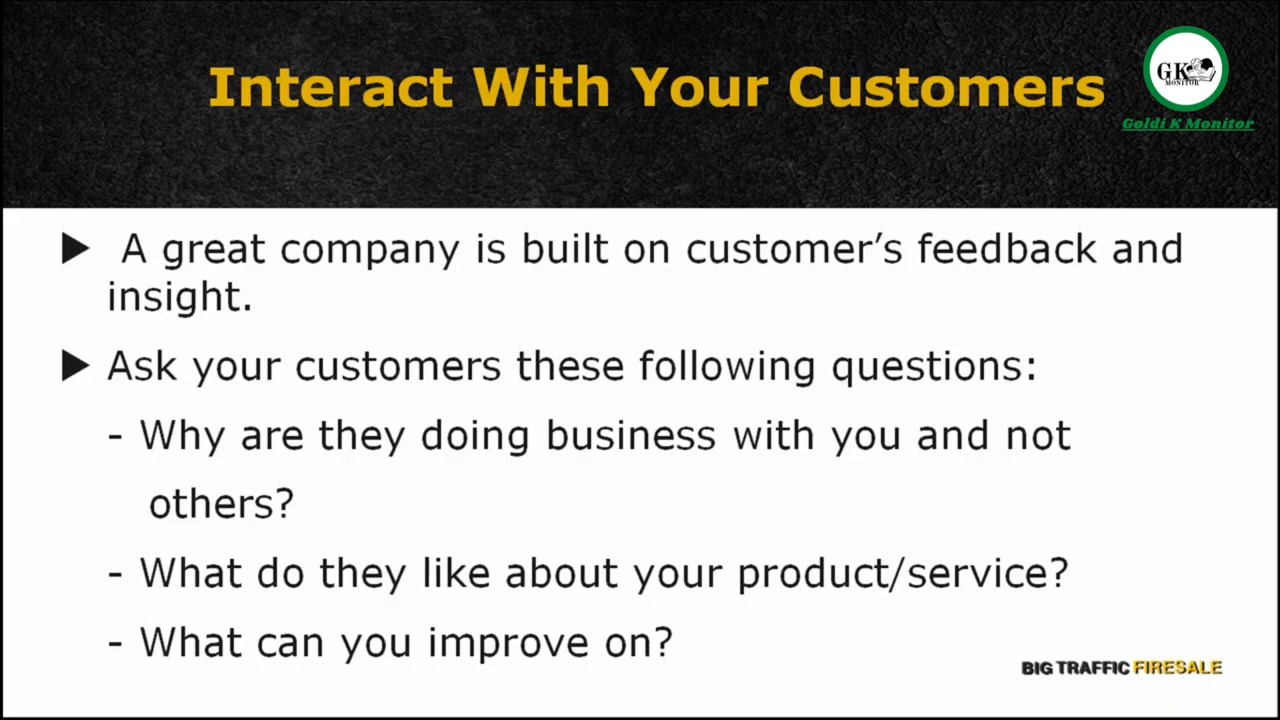 Interact With Your Customers
GK
MONITOR
Goldi K Monitor
▶ A great company is built on customer’s feedback and
insight.
▶ Ask your customers these following questions:
- Why are they doing business with you and not
others?
- What do they like about your product/service?
- What can you improve on?
BIG TRAFFIC FIRESALE